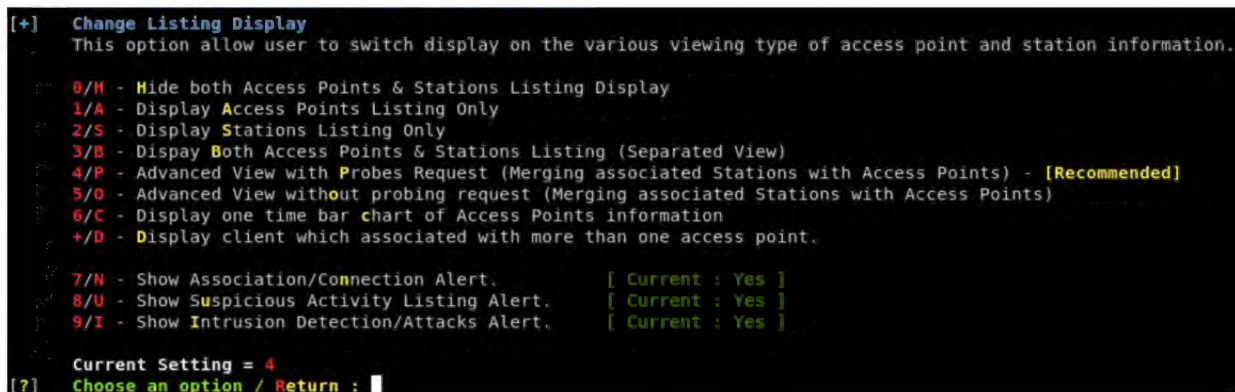 [+] Change Listing Display
This option allow user to switch display on the various viewing type of access point and station information.
0/H - Hide both Access Points & Stations Listing Display
1/A - Display Access Points Listing Only
2/S - Display Stations Listing Only
3/B - Dispay Both Access Points & Stations Listing (Separated View)
4/P - Advanced View with Probes Request (Merging associated Stations with Access Points) - [Recommended]
5/O - Advanced View without probing request (Merging associated Stations with Access Points)
6/C - Display one time bar chart of Access Points information
+/D - Display client which associated with more than one access point.
7/N - Show Association/Connection Alert. [ Current : Yes ]
8/U - Show Suspicious Activity Listing Alert. [ Current : Yes ]
9/I - Show Intrusion Detection/Attacks Alert. [ Current : Yes ]
Current Setting = 4
[?] Choose an option / Return :